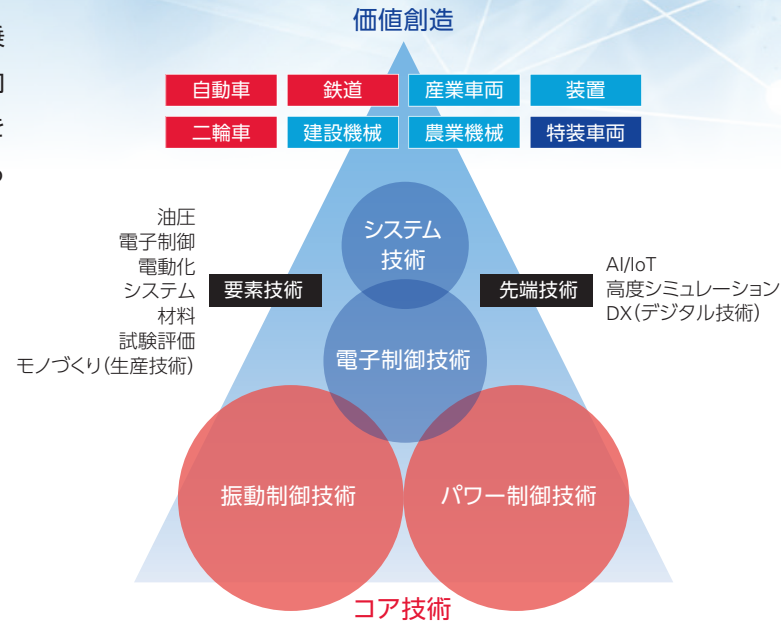 価値創造
自動車
鉄道
産業車両
装置
二輪車
建設機械
農業機械
特装車両
油圧
電子制御
電動化
システム
材料
試験評価
モノづくり(生産技術)
要素技術
システム
技術
電子制御技術
先端技術
AI/IoT
高度シミュレーション
DX(デジタル技術)
振動制御技術
パワー制御技術
コア技術